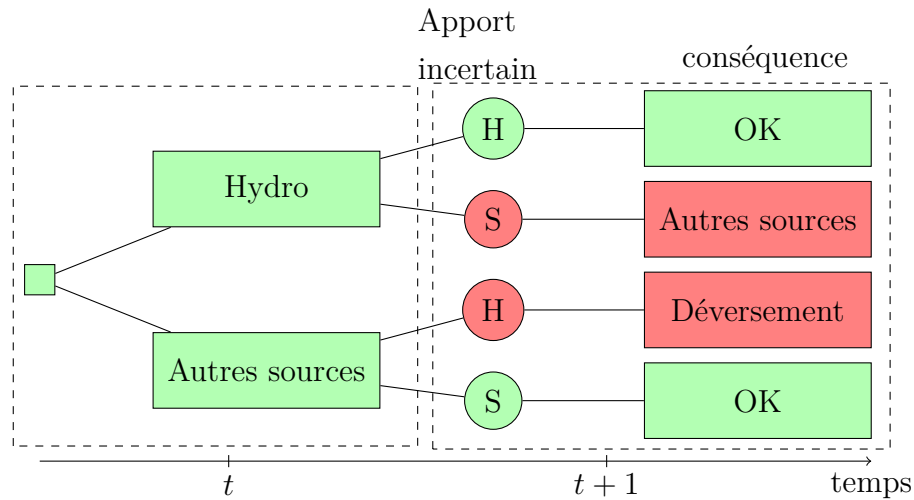 Apport
incertain
conséquence
H
OK
Hydro
S
Autres sources
H
Déversement
Autres sources
S
OK
t
t + 1
temps